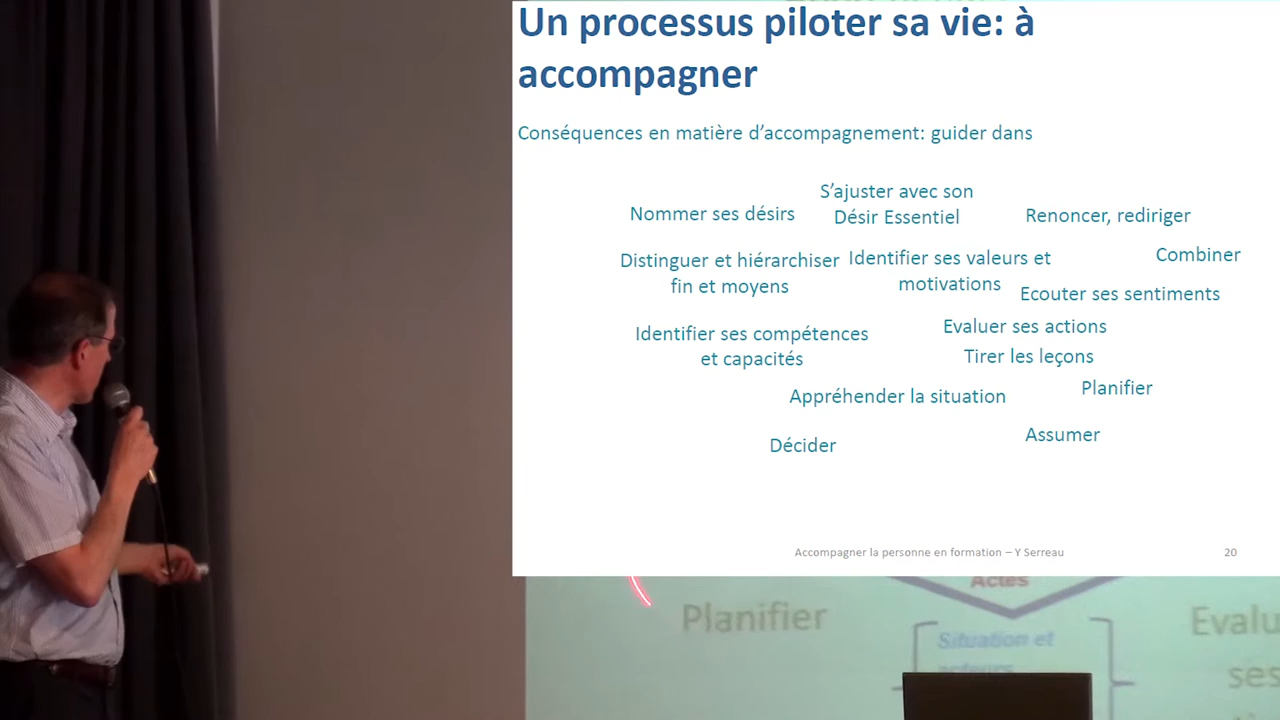 Un processus piloter sa vie: à
accompagner
Conséquences en matière d'accompagnement: guider dans
S'ajuster avec son
Désir Essentiel
Nommer ses désirs
Renoncer, rediriger
Distinguer et hiérarchiser
fin et moyens
Identifier ses valeurs et
motivations
Combiner
Ecouter ses sentiments
Identifier ses compétences
et capacités
Evaluer ses actions
Tirer les leçons
Appréhender la situation
Planifier
Décider
Assumer
Accompagner la personne en formation – Y Serreau
20
Actes
Planifier
Situation et
acteurs
Evalu
ses